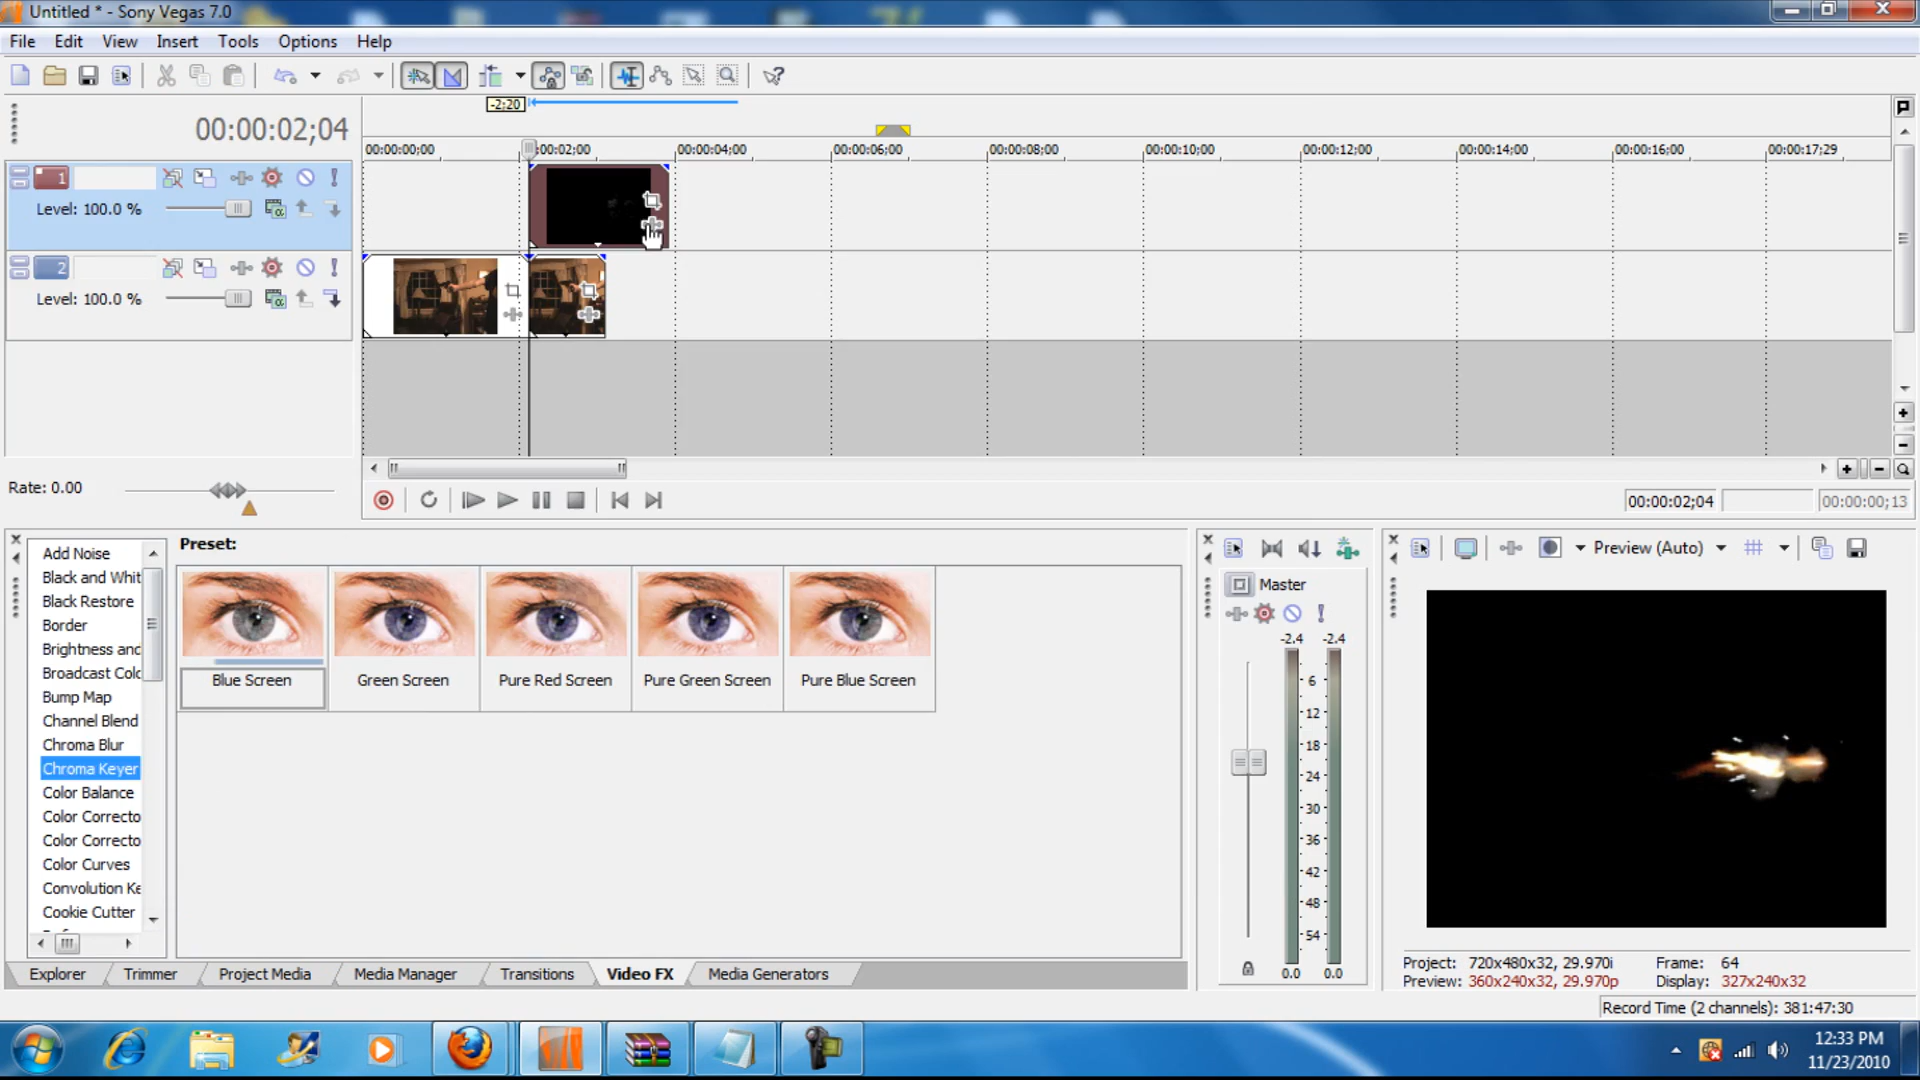 Untitled * - Sony Vegas 7.0
File Edit View Insert Tools Options Help
-2:20
00:00:02;04
00:00:00;00 00:00:02;00 00:00:04;00 00:00:06;00 00:00:08;00 00:00:10;00 00:00:12;00 00:00:14;00 00:00:16;00 00:00:17;29
1
Level: 100.0 %
2
Level: 100.0 %
Rate: 0.00
00:00:02;04 00:00:00;13
Add Noise
Black and Whit
Black Restore
Border
Brightness and
Broadcast Colo
Bump Map
Channel Blend
Chroma Blur
Chroma Keyer
Color Balance
Color Correcto
Color Correcto
Color Curves
Convolution Ke
Cookie Cutter
Preset:
Blue Screen Green Screen Pure Red Screen Pure Green Screen Pure Blue Screen
Master
-2.4 -2.4
6
12
18
24
30
36
42
48
54
0.0 0.0
Preview (Auto)
Project: 720x480x32, 29.970i Frame: 64
Preview: 360x240x32, 29.970p Display: 327x240x32
Explorer Trimmer Project Media Media Manager Transitions Video FX Media Generators
Record Time (2 channels): 381:47:30
12:33 PM
11/23/2010